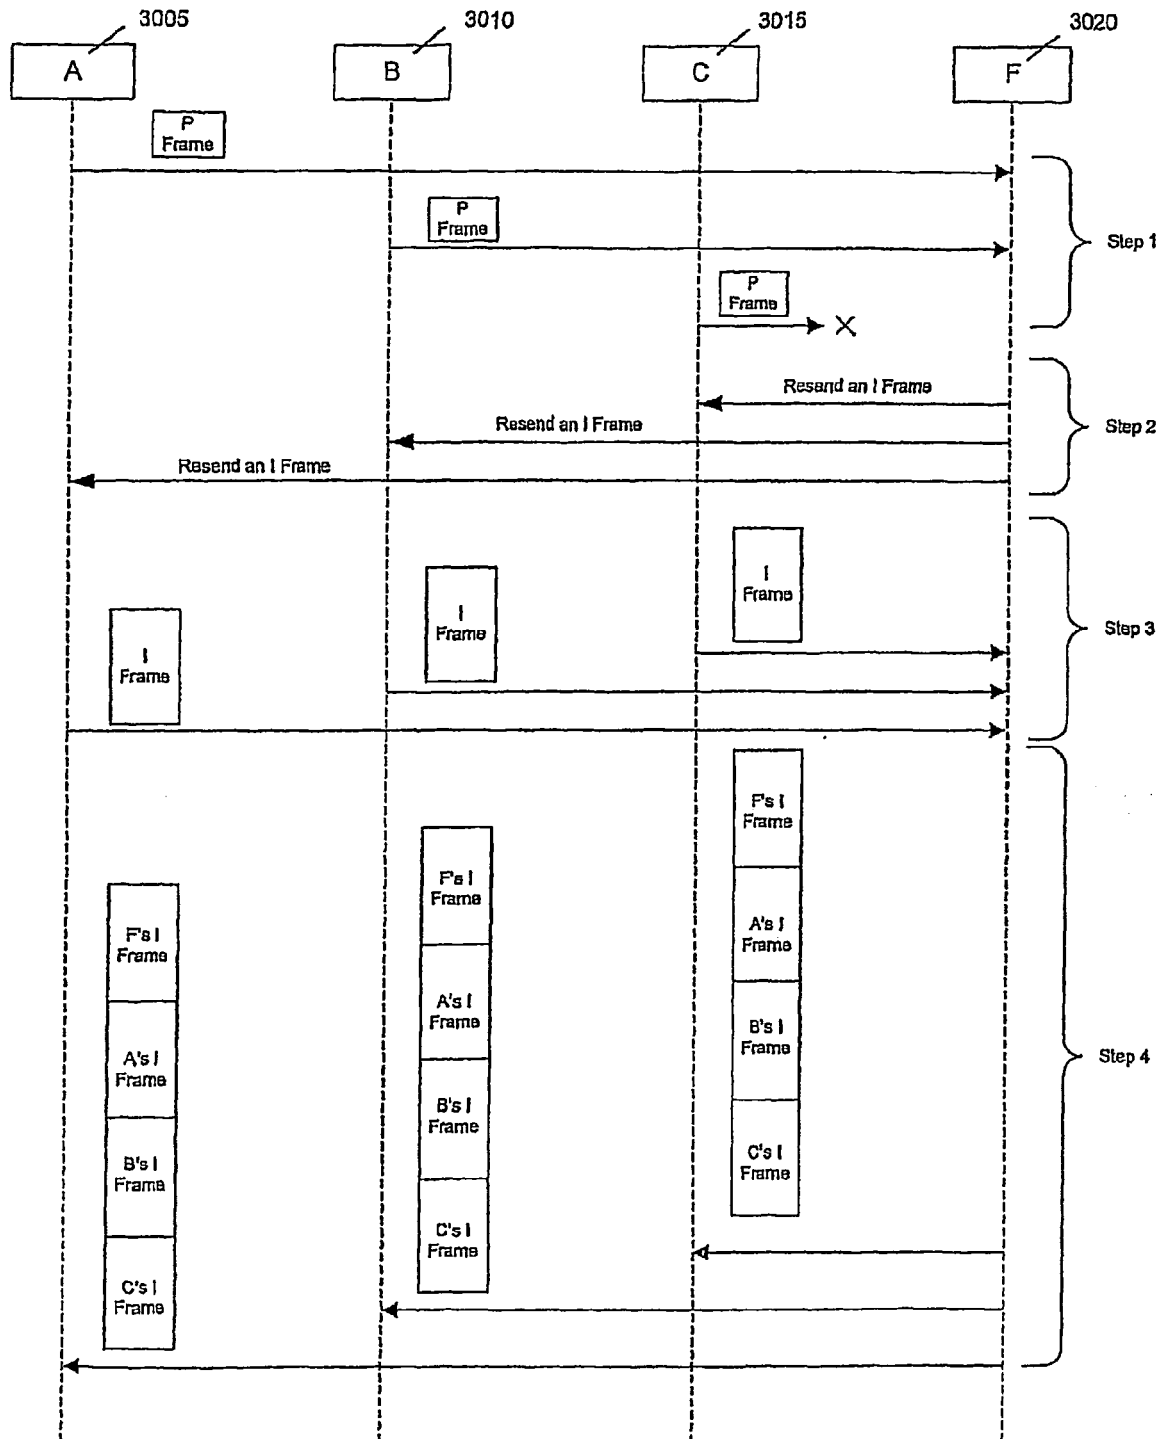 3005
3010
3015
3020
A
B
C
F
P
Frame
P
Frame
Step 1
P
Frame
X
Resend an I Frame
Resend an I Frame
Step 2
Resend an I Frame
I
Frame
I
Frame
I
Frame
Step 3
F's I
Frame
A's I
Frame
B's I
Frame
C's I
Frame
F's I
Frame
A's I
Frame
B's I
Frame
C's I
Frame
F's I
Frame
A's I
Frame
B's I
Frame
C's I
Frame
Step 4